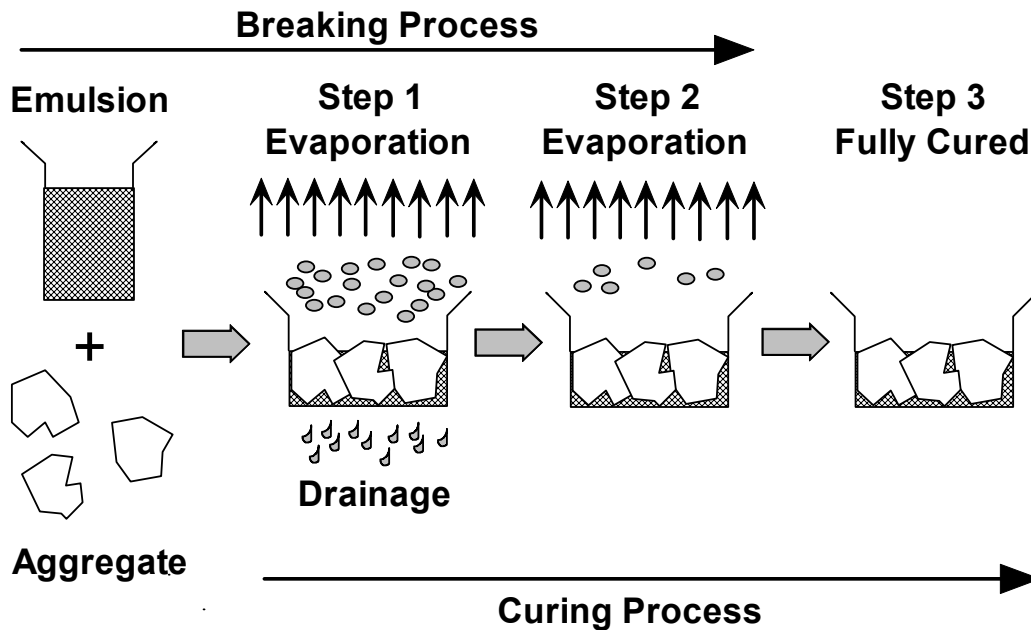 Breaking Process
Emulsion
Step 1
Evaporation
Step 2
Evaporation
Step 3
Fully Cured
+
Drainage
Aggregate
Curing Process